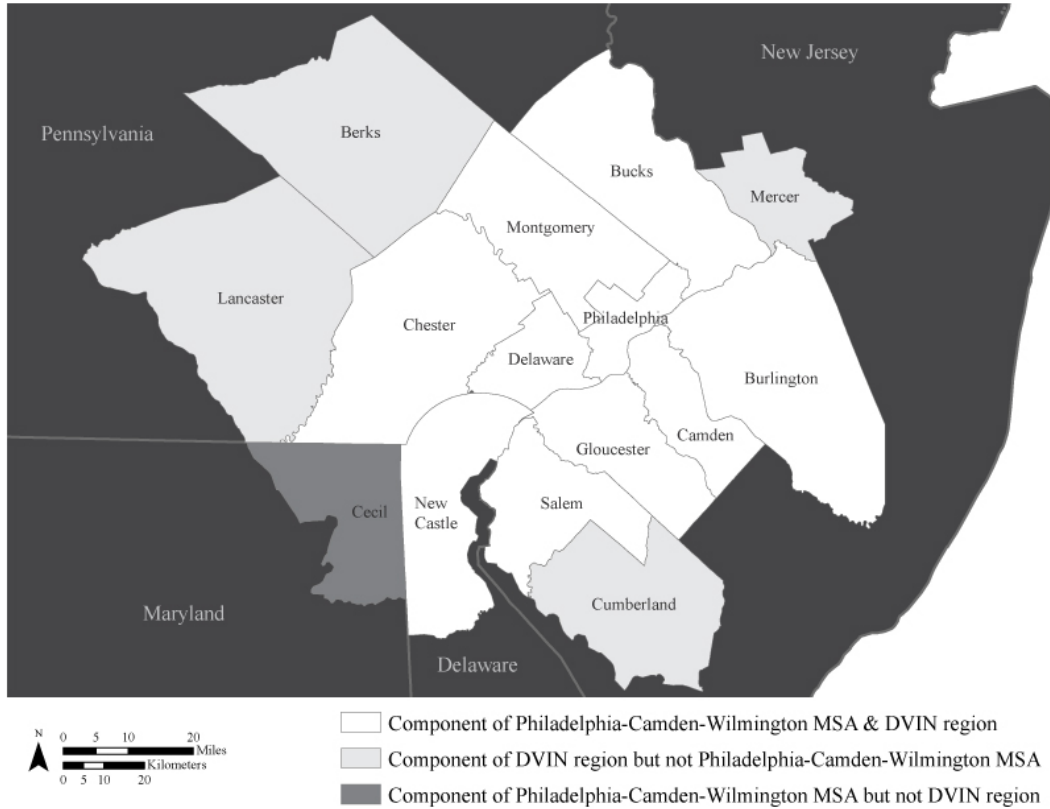 New Jersey
Pennsylvania
Berks
Bucks
Mercer
Montgomery
Lancaster
Chester
Philadelphia
Delaware
Burlington
Camden
Gloucester
New
Castle
Salem
Cecil
Cumberland
Maryland
Delaware
N
0 5 10 20
Miles
Kilometers
0 5 10 20
Component of Philadelphia-Camden-Wilmington MSA & DVIN region
Component of DVIN region but not Philadelphia-Camden-Wilmington MSA
Component of Philadelphia-Camden-Wilmington MSA but not DVIN region